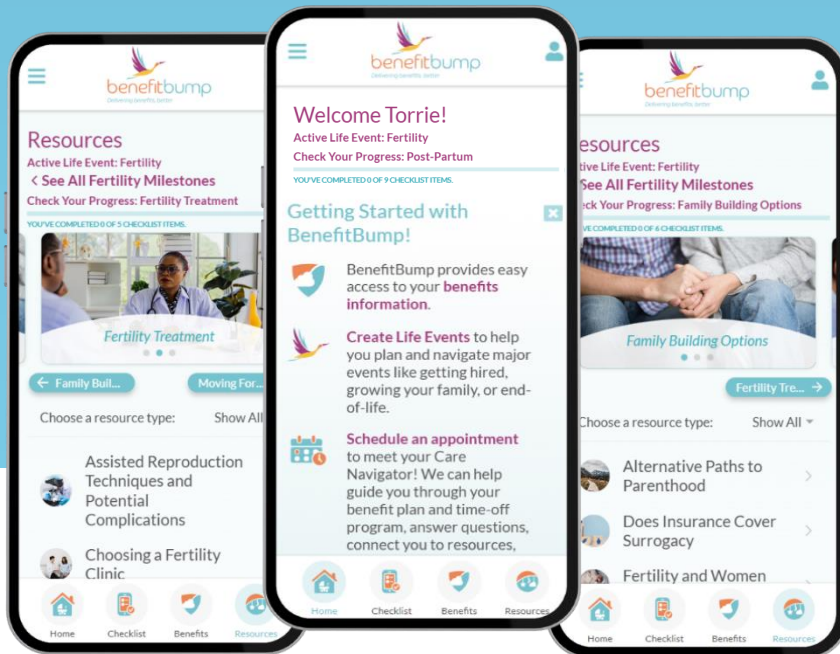 benefitbump
Delivering benefits, better
Resources
Active Life Event: Fertility
< See All Fertility Milestones
Check Your Progress: Fertility Treatment
YOU'VE COMPLETED 0 OF 5 CHECKLIST ITEMS.
Fertility Treatment
← Family Buil...
Moving For...
Choose a resource type:
Show All
Assisted Reproduction
Techniques and
Potential
Complications
Choosing a Fertility
Clinic
Home
Checklist
Benefits
Resources
benefitbump
Delivering benefits, better
Welcome Torrie!
Active Life Event: Fertility
Check Your Progress: Post-Partum
YOU'VE COMPLETED 0 OF 9 CHECKLIST ITEMS.
Getting Started with
BenefitBump!
BenefitBump provides easy
access to your benefits
information.
Create Life Events to help
you plan and navigate major
events like getting hired,
growing your family, or end-
of-life.
Schedule an appointment
to meet your Care
Navigator! We can help
guide you through your
benefit plan and time-off
program, answer questions,
connect you to resources,
Home
Checklist
Benefits
Resources
benefitbump
Delivering benefits, better
esources
tive Life Event: Fertility
See All Fertility Milestones
eck Your Progress: Family Building Options
VE COMPLETED 0 OF 6 CHECKLIST ITEMS.
Family Building Options
Fertility Tre... →
Choose a resource type:
Show All
Alternative Paths to
Parenthood
Does Insurance Cover
Surrogacy
Fertility and Women
Home
Checklist
Benefits
Resources